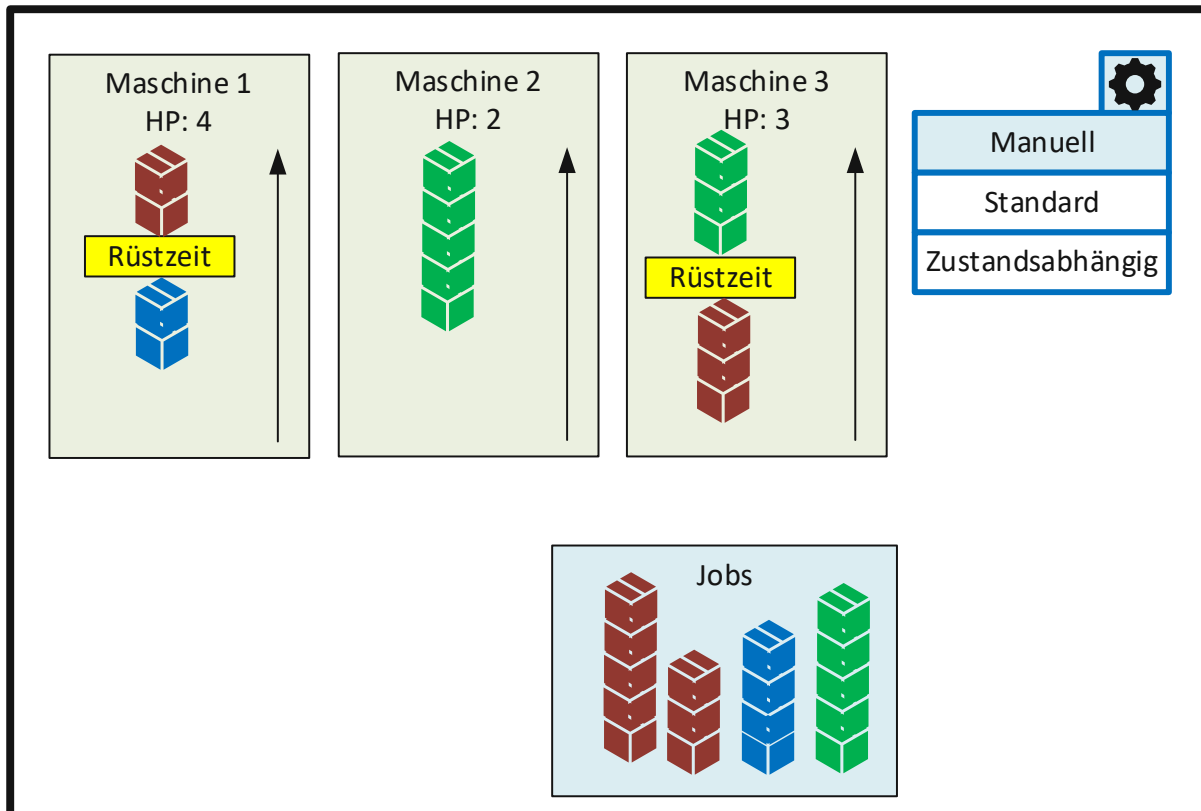 Maschine 1
HP: 4
Rüstzeit
Maschine 2
HP: 2
Maschine 3
HP: 3
Rüstzeit
Manuell
Standard
Zustandsabhängig
Jobs